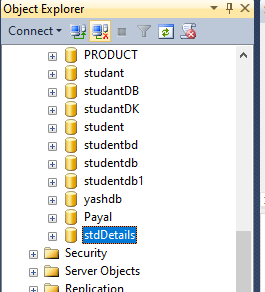 Object Explorer
Connect
PRODUCT
studant
studantDB
studantDK
student
studentbd
studentdb
studentdb1
yashdb
Payal
stdDetails
Security
Server Objects
Replication